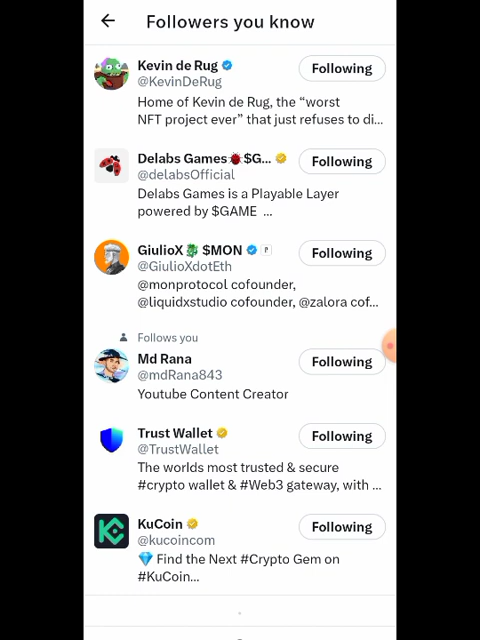 Followers you know
Kevin de Rug
@KevinDeRug
Following
Home of Kevin de Rug, the “worst
NFT project ever” that just refuses to di...
Delabs Games🐞$G...
@delabsOfficial
Following
Delabs Games is a Playable Layer
powered by $GAME ...
GiulioX🐉 $MON
@GiulioXdotEth
Following
@monprotocol cofounder,
@liquidxstudio cofounder, @zalora cof...
Follows you
Md Rana
@mdRana843
Following
Youtube Content Creator
Trust Wallet
@TrustWallet
Following
The worlds most trusted & secure
#crypto wallet & #Web3 gateway, with ...
KuCoin
@kucoincom
Following
💎 Find the Next #Crypto Gem on
#KuCoin...